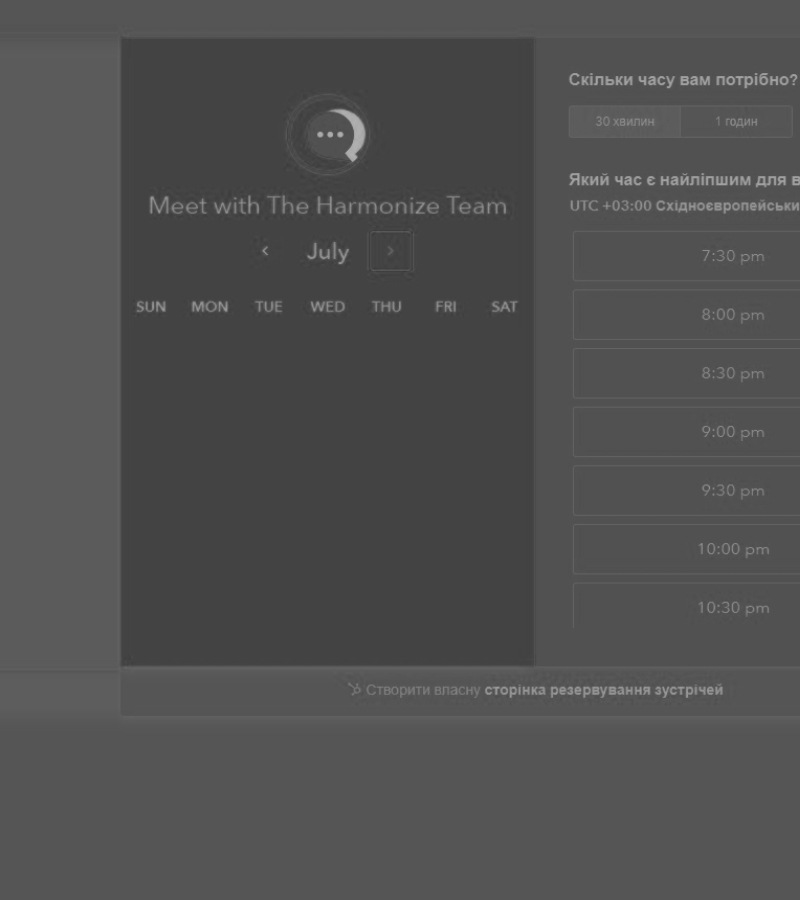 Meet with The Harmonize Team
July
SUN MON TUE WED THU FRI SAT
Скільки часу вам потрібно?
30 хвилин 1 годин
Який час є найліпшим для в
UTC +03:00 Східноєвропейськи
7:30 pm
8:00 pm
8:30 pm
9:00 pm
9:30 pm
10:00 pm
10:30 pm
Створити власну сторінка резервування зустрічей